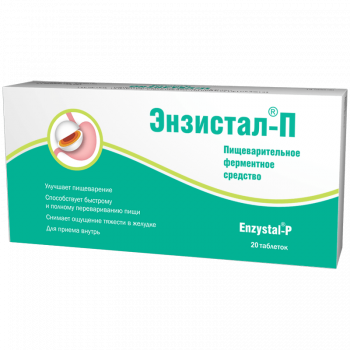 Энзистал-П®
Пищеварительное
ферментное
средство
Улучшает пищеварение
Способствует быстрому
и полному перевариванию пищи
Снимает ощущение тяжести в желудке
Для приема внутрь
Enzystal®-P
20 таблеток